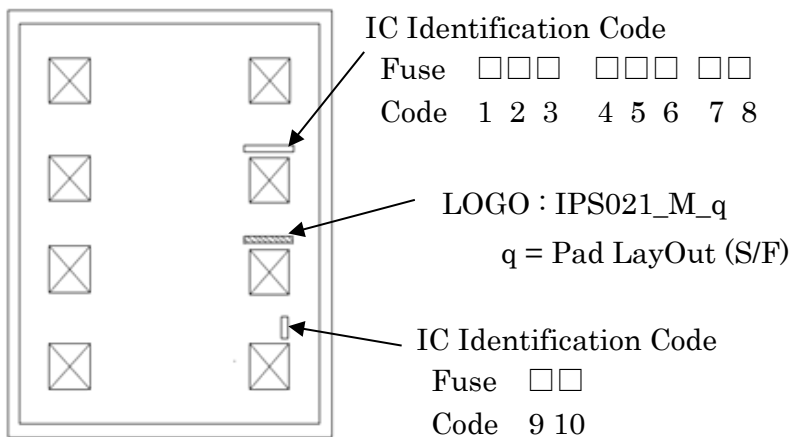 IC Identification Code
Fuse □□□ □□□ □□
Code 1 2 3 4 5 6 7 8
LOGO : IPS021_M_q
q = Pad LayOut (S/F)
IC Identification Code
Fuse □□
Code 9 10